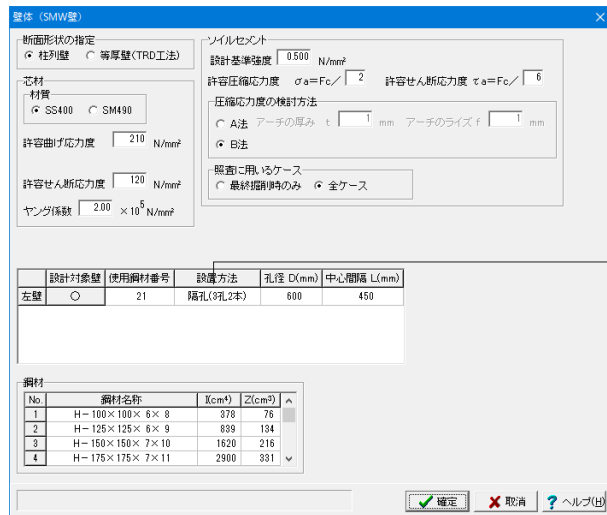 壁体（SMW壁）
断面形状の指定
柱列壁 等厚壁(TRD工法)
芯材
材質
SS400 SM490
許容曲げ応力度 210 N/mm²
許容せん断応力度 120 N/mm²
ヤング係数 2.00 ×10⁵N/mm²
ソイルセメント
設計基準強度 0.500 N/mm²
許容圧縮応力度 σa=Fc／ 2 許容せん断応力度 τa=Fc／ 6
圧縮応力度の検討方法
A法 アーチの厚み t 1 mm アーチのライズ f 1 mm
B法
照査に用いるケース
最終掘削時のみ 全ケース
設計対象壁 使用鋼材番号 設置方法 孔径 D(mm) 中心間隔 L(mm)
左壁 ○ 21 隔孔(3孔2本) 600 450
鋼材
No. 鋼材名称 I(cm⁴) Z(cm³)
1 H－100×100× 6× 8 378 76
2 H－125×125× 6× 9 839 134
3 H－150×150× 7×10 1620 216
4 H－175×175× 7×11 2900 331
確定 取消 ヘルプ(H)